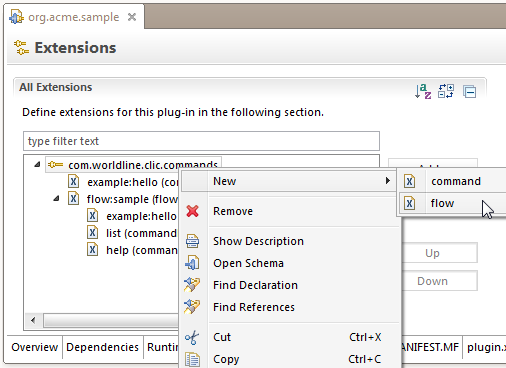 org.acme.sample
Extensions
All Extensions
Define extensions for this plug-in in the following section.
type filter text
com.worldline.clic.commands
example:hello (com
flow:sample (flow
example:hello
list (command
help (comman
New
Remove
Show Description
Open Schema
Find Declaration
Find References
Cut Ctrl+X
Copy Ctrl+C
command
flow
Up
Down
Overview Dependencies Runtin ANIFEST.MF plugin.x